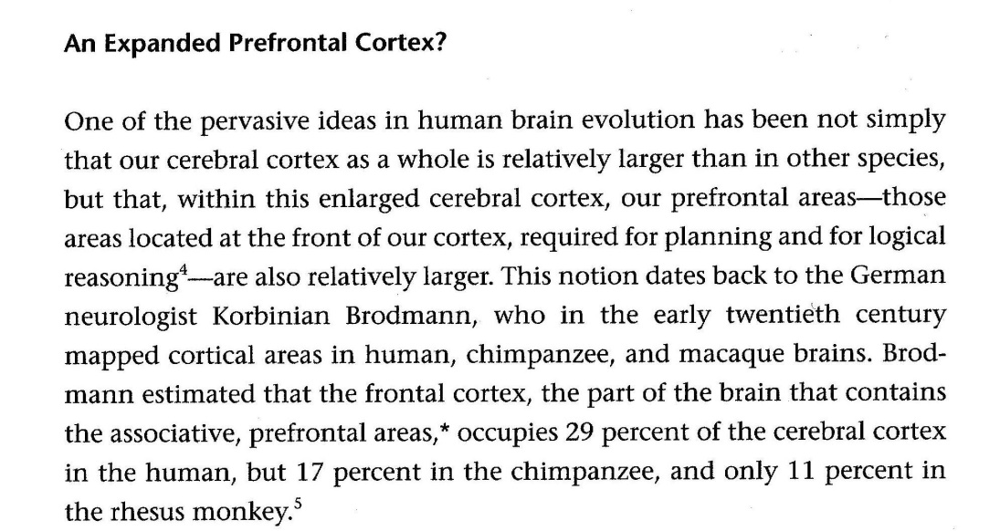 An Expanded Prefrontal Cortex?
One of the pervasive ideas in human brain evolution has been not simply
that our cerebral cortex as a whole is relatively larger than in other species,
but that, within this enlarged cerebral cortex, our prefrontal areas—those
areas located at the front of our cortex, required for planning and for logical
reasoning⁴—are also relatively larger. This notion dates back to the German
neurologist Korbinian Brodmann, who in the early twentieth century
mapped cortical areas in human, chimpanzee, and macaque brains. Brod-
mann estimated that the frontal cortex, the part of the brain that contains
the associative, prefrontal areas,* occupies 29 percent of the cerebral cortex
in the human, but 17 percent in the chimpanzee, and only 11 percent in
the rhesus monkey.⁵